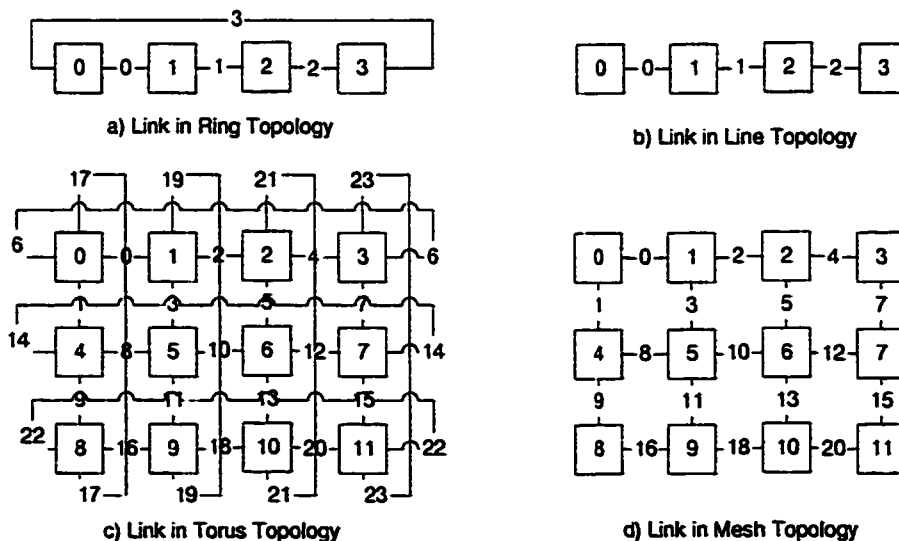 3
0 0 1 1 2 2 3
a) Link in Ring Topology
0 0 1 1 2 2 3
b) Link in Line Topology
17 19 21 23
6 0 0 1 2 2 4 3 6
1 3 5 7
14 4 8 5 10 6 12 7 14
9 11 13 15
22 8 16 9 18 10 20 11 22
17 19 21 23
c) Link in Torus Topology
0 0 1 2 2 4 3
1 3 5 7
4 8 5 10 6 12 7
9 11 13 15
8 16 9 18 10 20 11
d) Link in Mesh Topology